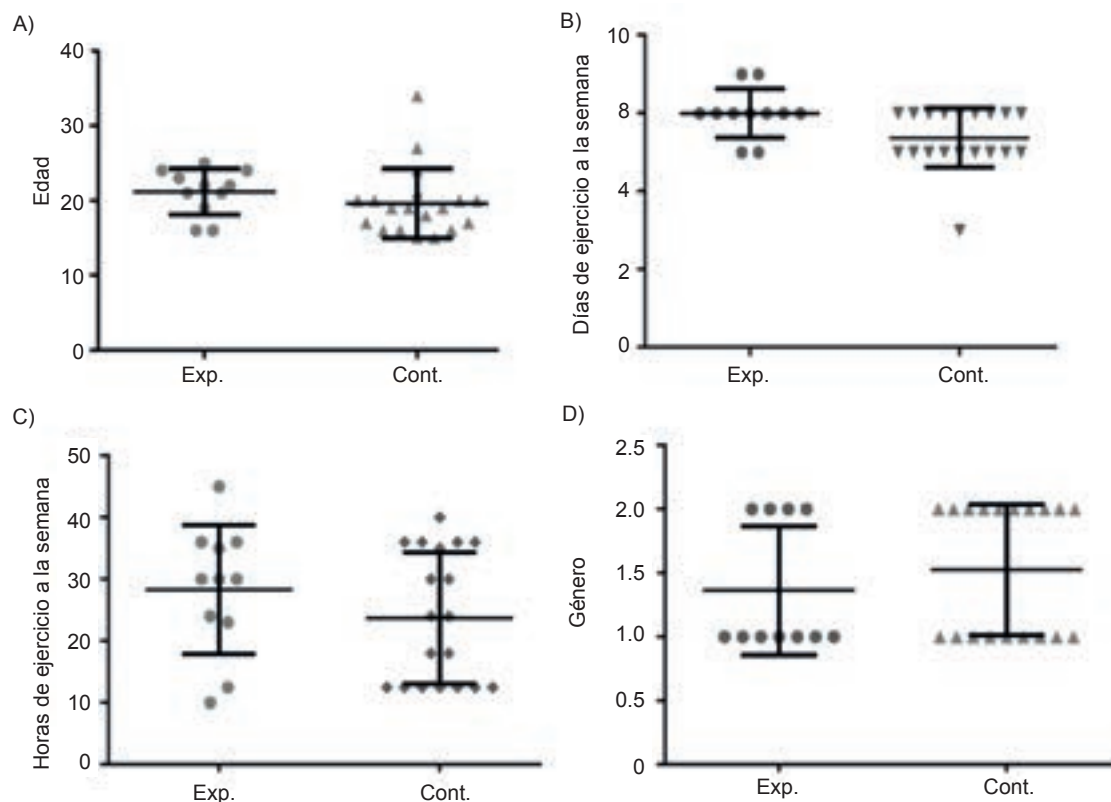 A)
Edad
40
30
20
10
0
Exp.
Cont.
B)
Días de ejercicio a la semana
10
8
4
2
0
Exp.
Cont.
C)
Horas de ejercicio a la semana
50
40
30
20
10
0
Exp.
Cont.
D)
Género
2.5
2.0
1.5
1.0
0.5
0
Exp.
Cont.